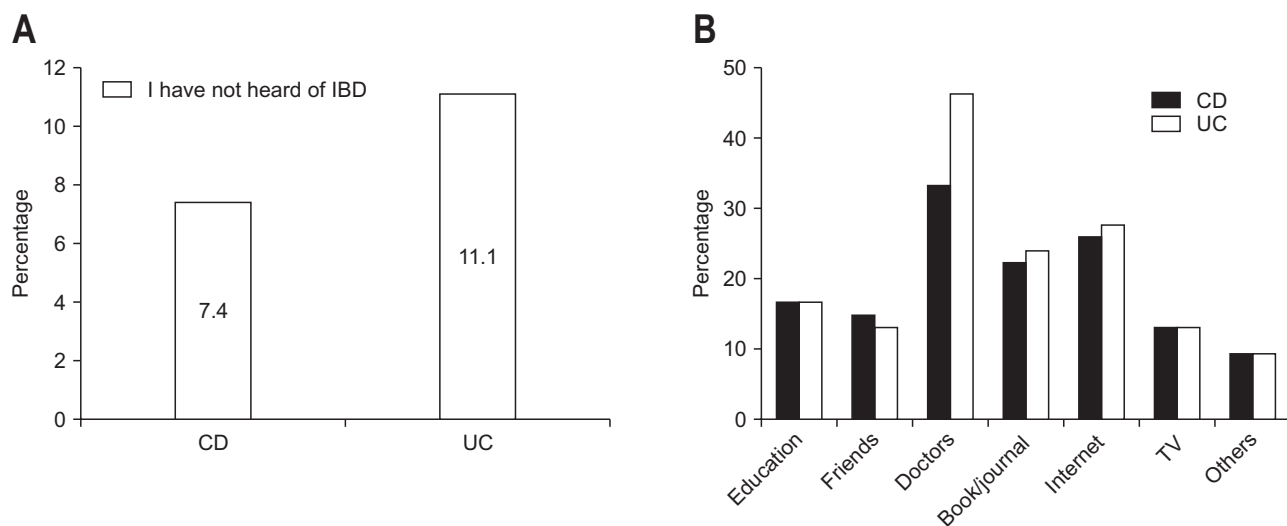 A
12
10
8
6
4
2
0
Percentage
I have not heard of IBD
7.4
11.1
CD
UC
B
50
40
30
20
10
0
Percentage
CD
UC
Education
Friends
Doctors
Book/journal
Internet
TV
Others